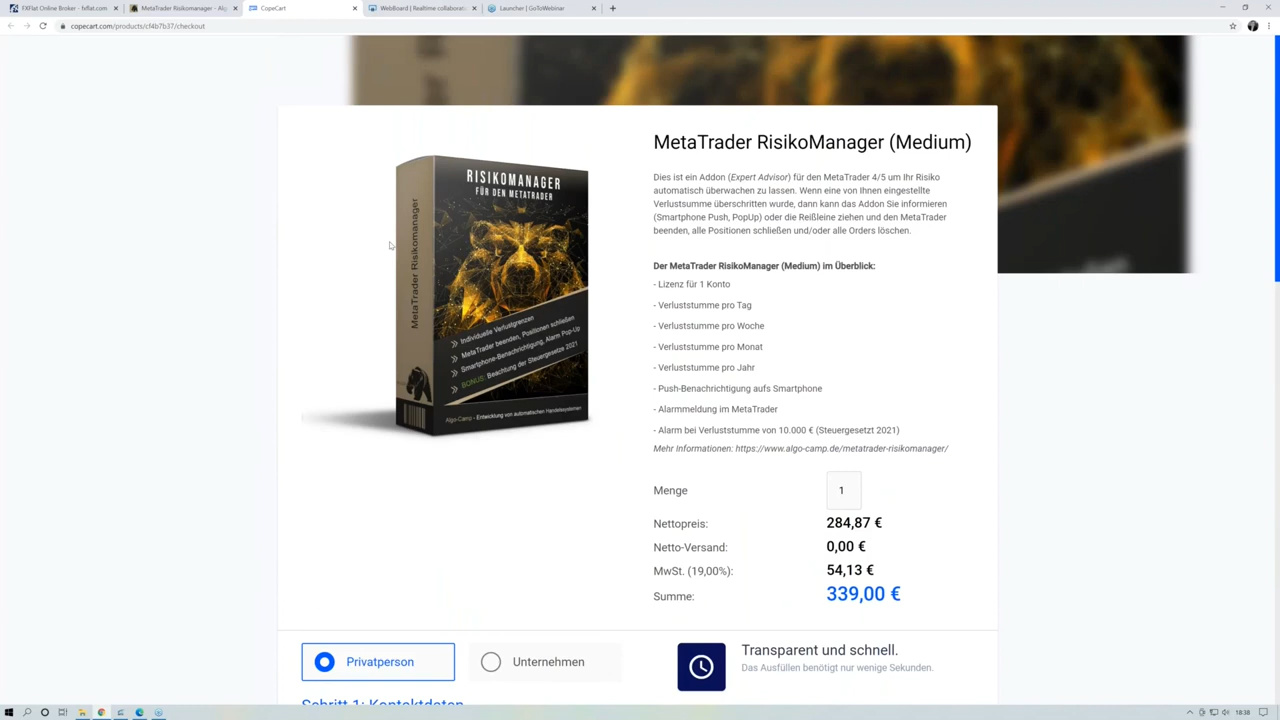 FXFlat Online Broker - fxflat.com
MetaTrader Risikomanager - Alg
CopeCart
WebBoard | Realtime collaborat
Launcher | GoToWebinar
copecart.com/products/cf4b7b37/checkout
RISIKOMANAGER
FÜR DEN METATRADER
MetaTrader Risikomanager
Individuelle Verlustgrenzen
MetaTrader beenden, Positionen schließen
Smartphone-Benachrichtigung, Alarm Pop-Up
BONUS: Beachtung der Steuergesetze 2021
Algo-Camp - Entwicklung von automatischen Handelssystemen
MetaTrader RisikoManager (Medium)
Dies ist ein Addon (Expert Advisor) für den MetaTrader 4/5 um Ihr Risiko
automatisch überwachen zu lassen. Wenn eine von Ihnen eingestellte
Verlustsumme überschritten wurde, dann kann das Addon Sie informieren
(Smartphone Push, PopUp) oder die Reißleine ziehen und den MetaTrader
beenden, alle Positionen schließen und/oder alle Orders löschen.
Der MetaTrader RisikoManager (Medium) im Überblick:
- Lizenz für 1 Konto
- Verluststumme pro Tag
- Verluststumme pro Woche
- Verluststumme pro Monat
- Verluststumme pro Jahr
- Push-Benachrichtigung aufs Smartphone
- Alarmmeldung im MetaTrader
- Alarm bei Verluststumme von 10.000 € (Steuergesetzt 2021)
Mehr Informationen: https://www.algo-camp.de/metatrader-risikomanager/
Menge 1
Nettopreis: 284,87 €
Netto-Versand: 0,00 €
MwSt. (19,00%): 54,13 €
Summe: 339,00 €
Privatperson
Unternehmen
Transparent und schnell.
Das Ausfüllen benötigt nur wenige Sekunden.
Schritt 1: Kontaktdaten
18:38